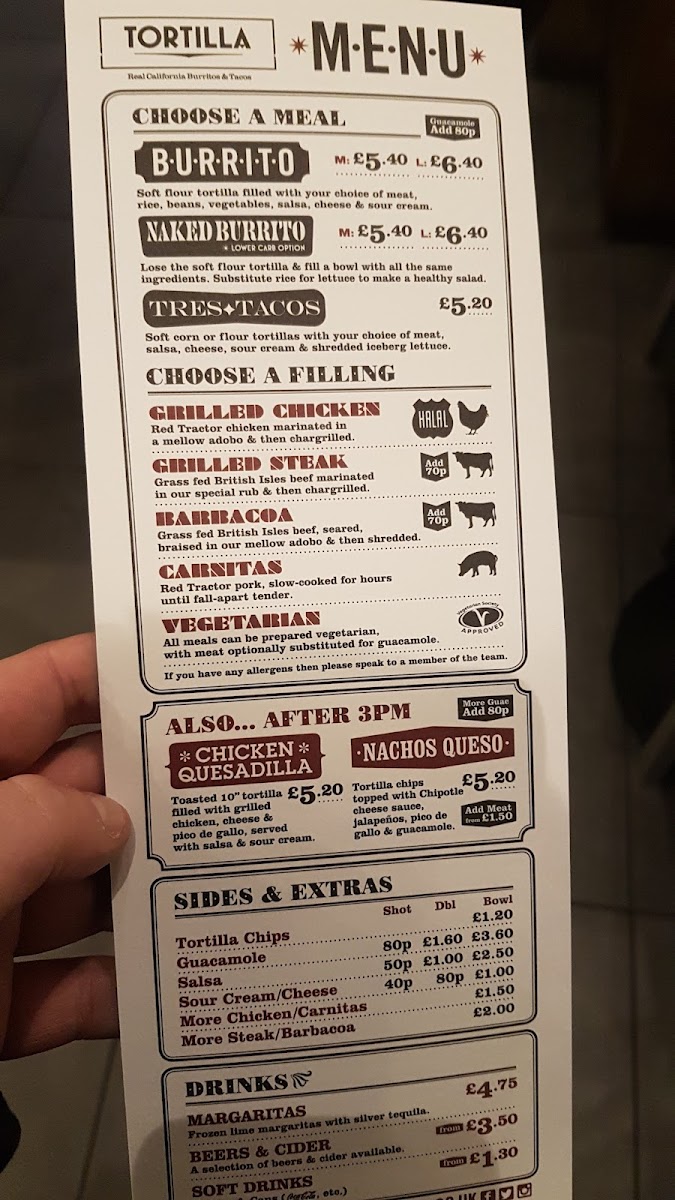 TORTILLA
Real California Burritos & Tacos
*M·E·N·U*
CHOOSE A MEAL
Guacamole
Add 80p
B·U·R·R·I·T·O M: £5.40 L: £6.40
Soft flour tortilla filled with your choice of meat,
rice, beans, vegetables, salsa, cheese & sour cream.
NAKED BURRITO M: £5.40 L: £6.40
* LOWER CARB OPTION
Lose the soft flour tortilla & fill a bowl with all the same
ingredients. Substitute rice for lettuce to make a healthy salad.
TRES✦TACOS £5.20
Soft corn or flour tortillas with your choice of meat,
salsa, cheese, sour cream & shredded iceberg lettuce.
CHOOSE A FILLING
GRILLED CHICKEN HALAL
Red Tractor chicken marinated in
a mellow adobo & then chargrilled.
GRILLED STEAK Add 70p
Grass fed British Isles beef marinated
in our special rub & then chargrilled.
BARBACOA Add 70p
Grass fed British Isles beef, seared,
braised in our mellow adobo & then shredded.
CARNITAS
Red Tractor pork, slow-cooked for hours
until fall-apart tender.
VEGETARIAN Vegetarian Society V APPROVED
All meals can be prepared vegetarian,
with meat optionally substituted for guacamole.
If you have any allergens then please speak to a member of the team.
ALSO... AFTER 3PM
More Guac
Add 80p
* CHICKEN *
QUESADILLA
£5.20
Toasted 10" tortilla
filled with grilled
chicken, cheese &
pico de gallo, served
with salsa & sour cream.
·NACHOS QUESO·
£5.20
Tortilla chips
topped with Chipotle
cheese sauce,
jalapeños, pico de
gallo & guacamole.
Add Meat
from £1.50
SIDES & EXTRAS
Shot Dbl Bowl
Tortilla Chips £1.20
Guacamole 80p £1.60 £3.60
Salsa 50p £1.00 £2.50
Sour Cream/Cheese 40p 80p £1.00
More Chicken/Carnitas £1.50
More Steak/Barbacoa £2.00
DRINKS
MARGARITAS £4.75
Frozen lime margaritas with silver tequila.
BEERS & CIDER from £3.50
A selection of beers & cider available.
SOFT DRINKS from £1.30
Cans (Coca-Cola, etc.)
.UK